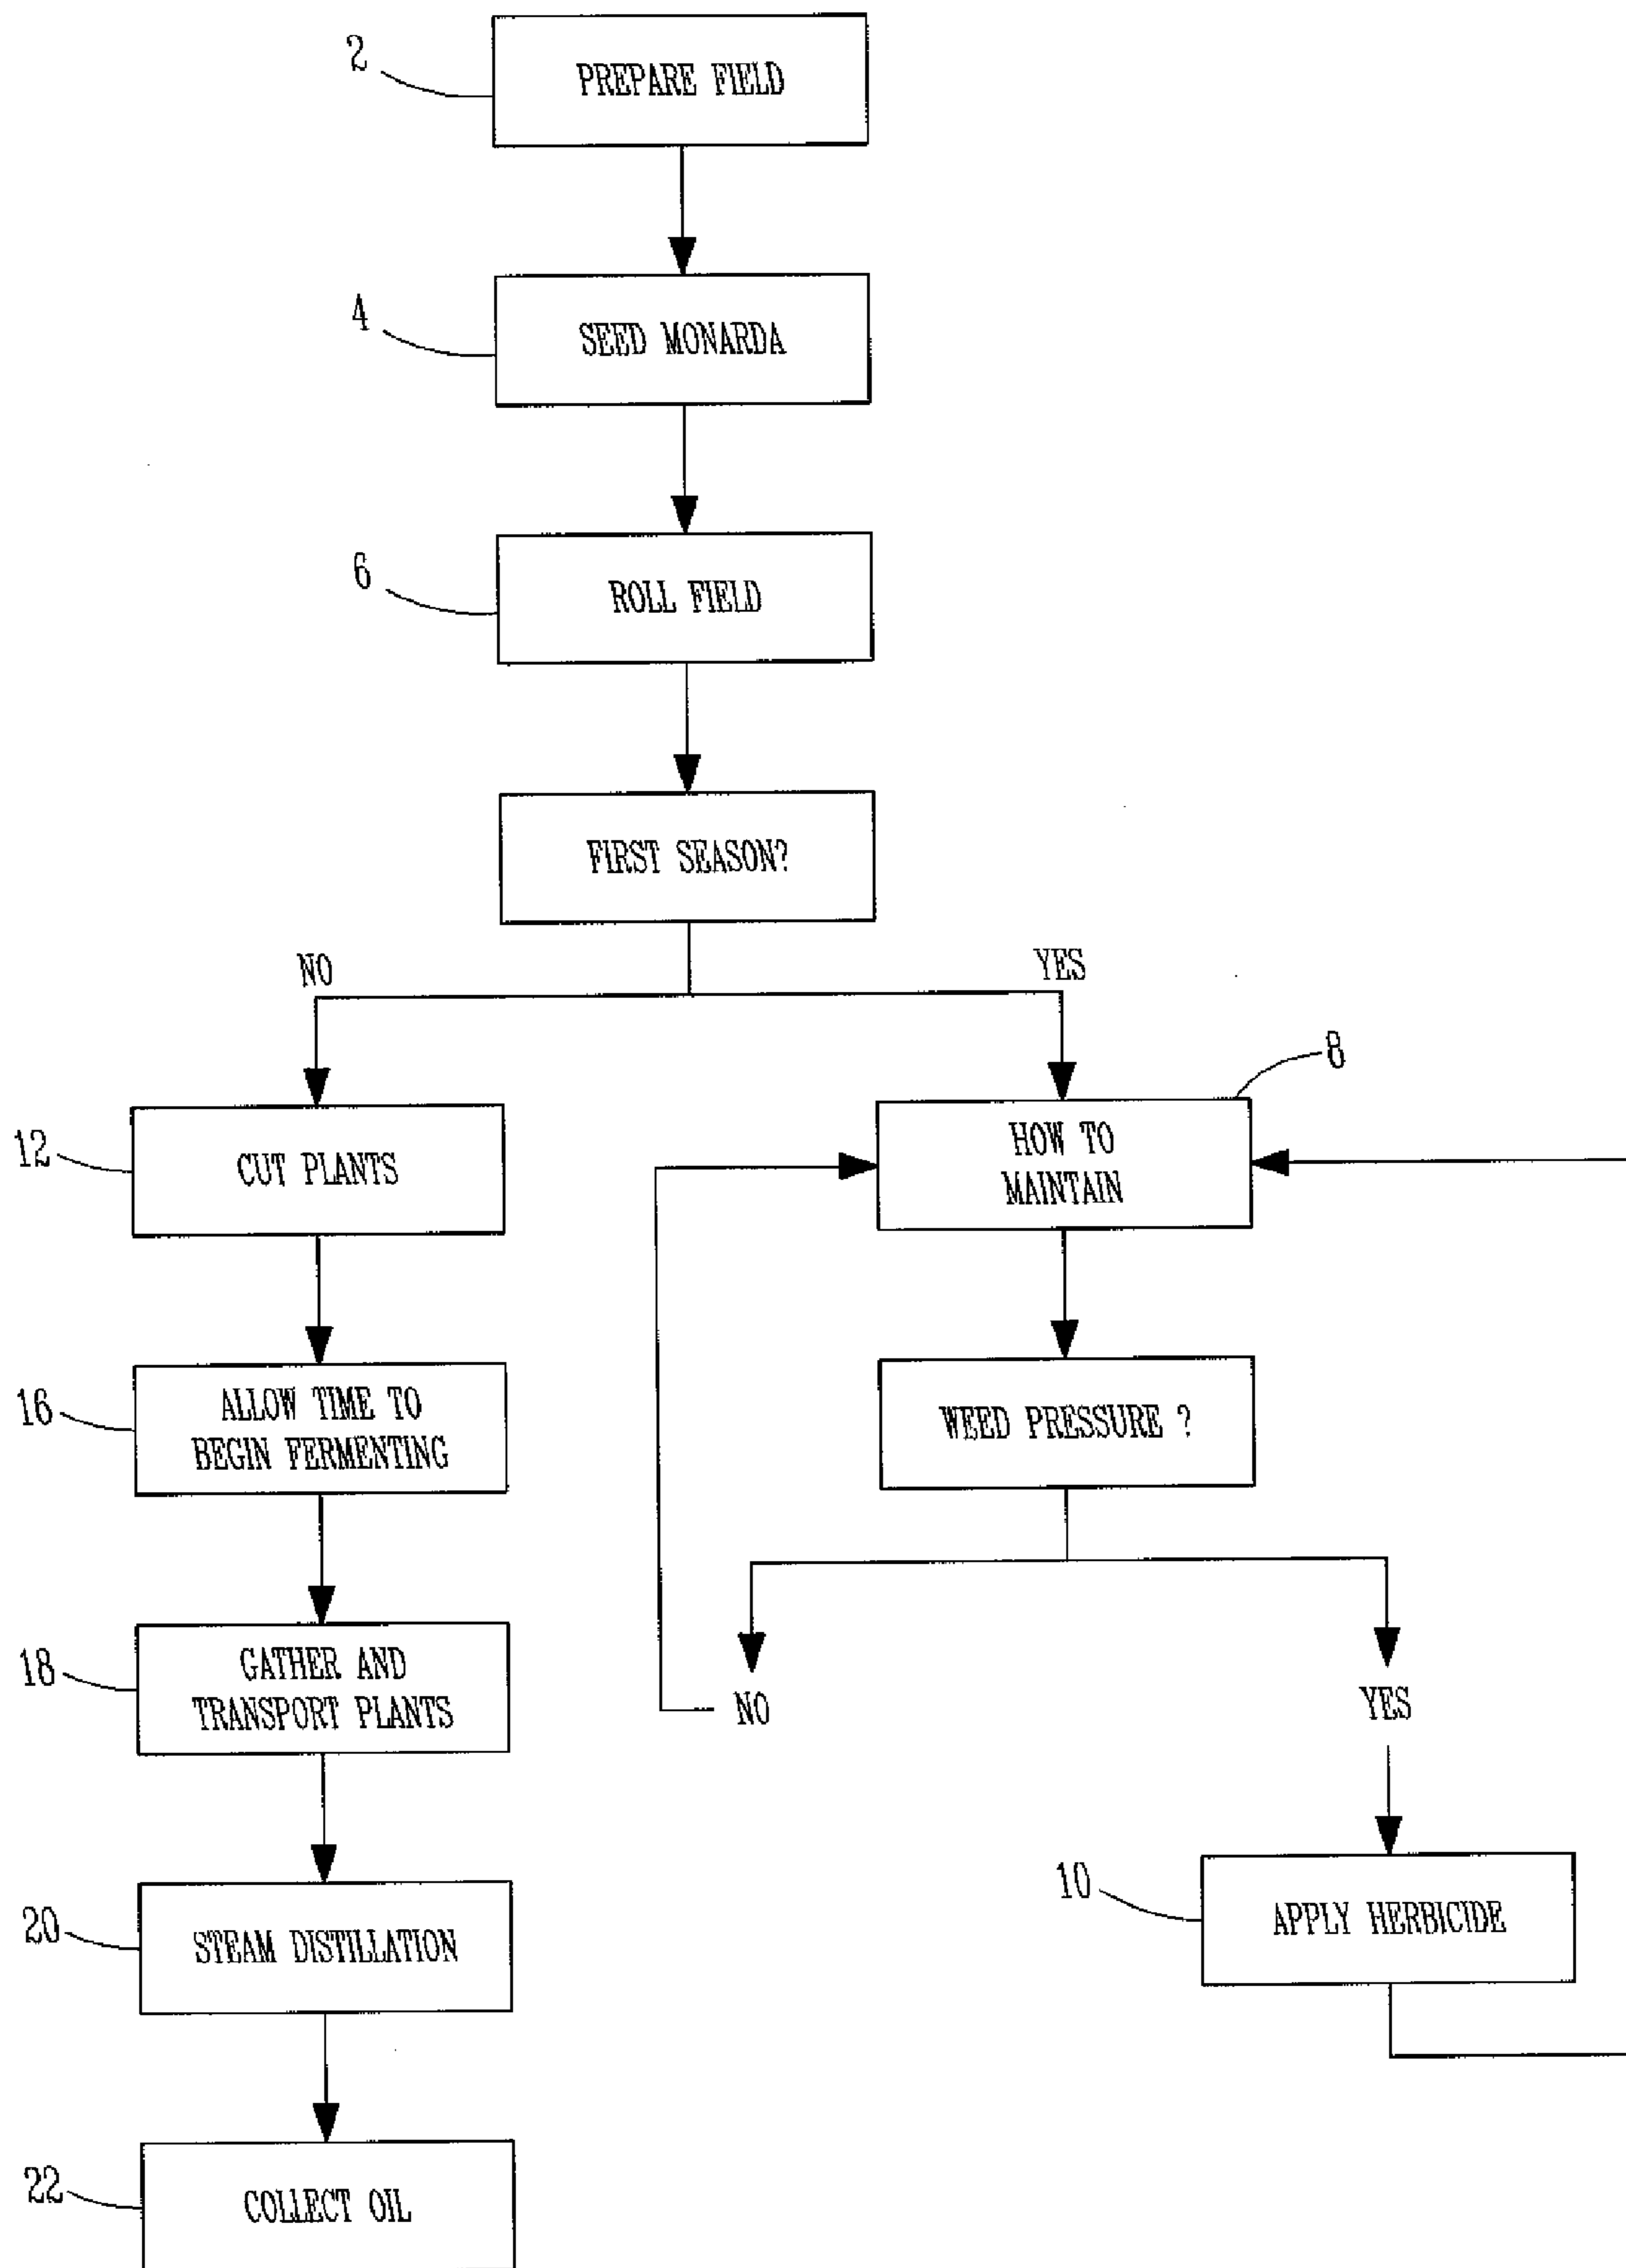 2
PREPARE FIELD
4
SEED MONARDA
6
ROLL FIELD
FIRST SEASON?
NO
YES
8
HOW TO
MAINTAIN
12
CUT PLANTS
16
ALLOW TIME TO
BEGIN FERMENTING
WEED PRESSURE ?
18
GATHER AND
TRANSPORT PLANTS
NO
YES
10
APPLY HERBICIDE
20
STEAM DISTILLATION
22
COLLECT OIL